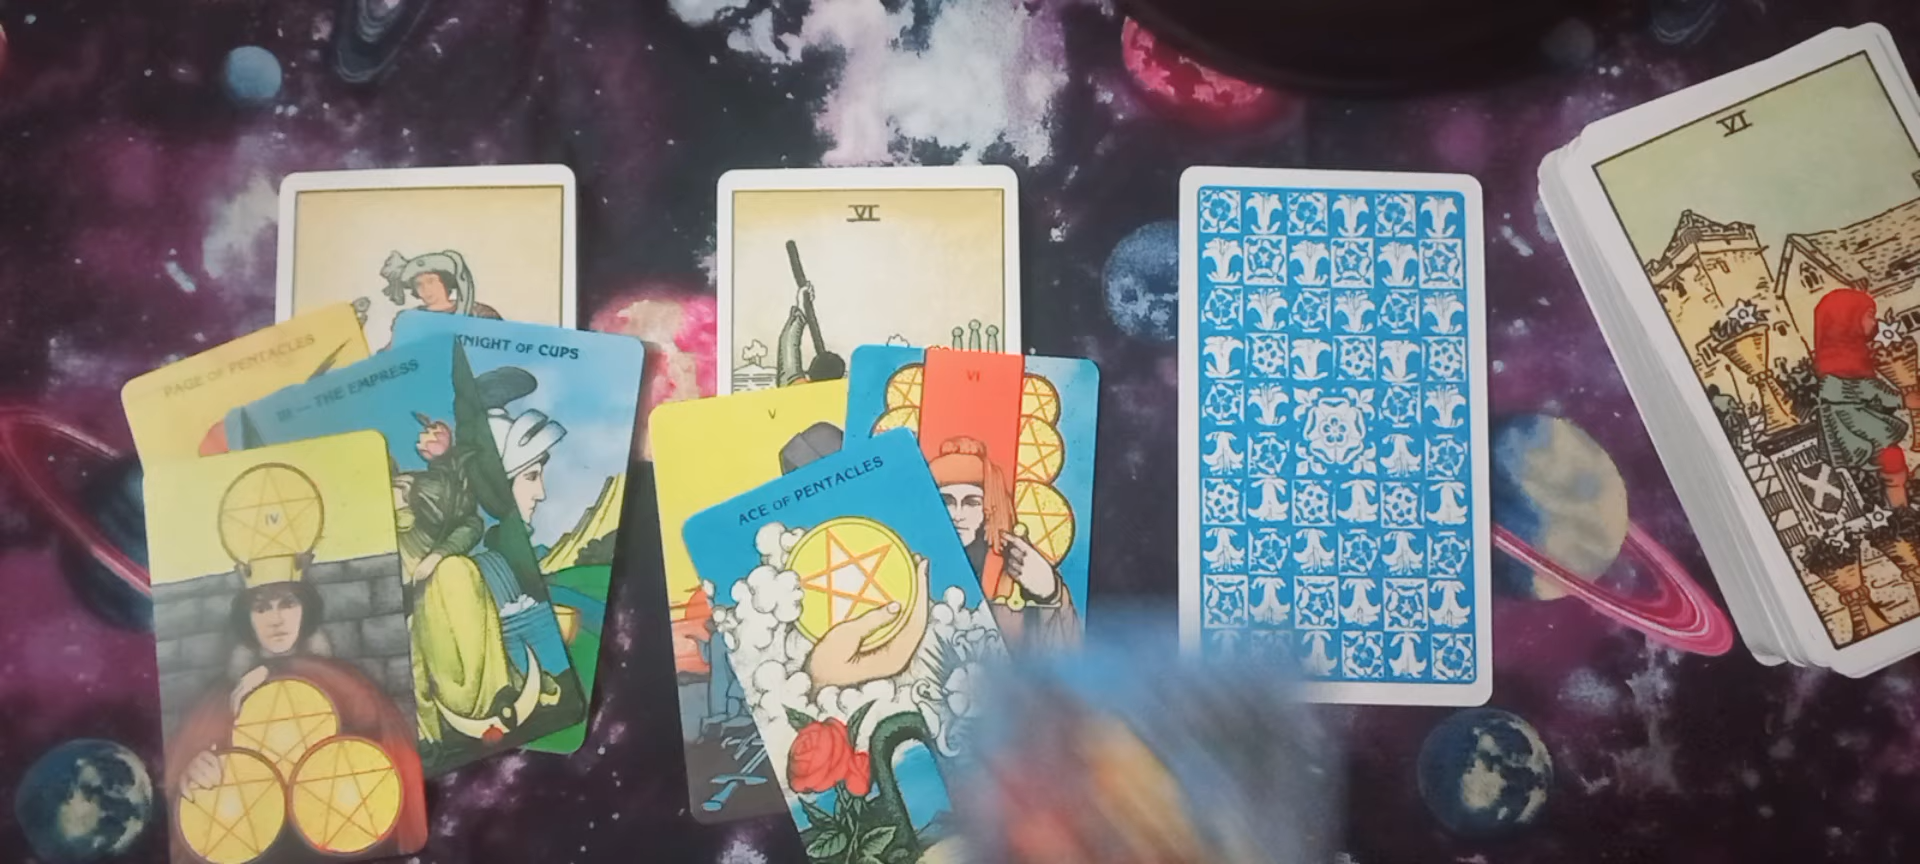 VI
VI
PAGE OF PENTACLES
III — THE EMPRESS
KNIGHT OF CUPS
IV
V
VI
ACE OF PENTACLES